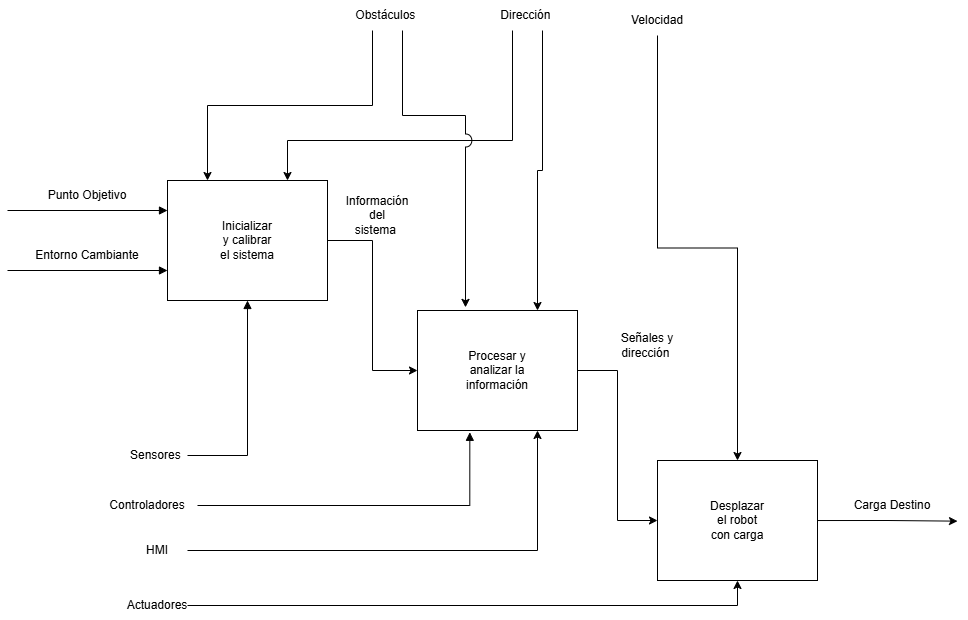 Obstáculos
Dirección
Velocidad
Punto Objetivo
Entorno Cambiante
Inicializar
y calibrar
el sistema
Información
del
sistema
Procesar y
analizar la
información
Señales y
dirección
Sensores
Controladores
HMI
Actuadores
Desplazar
el robot
con carga
Carga Destino